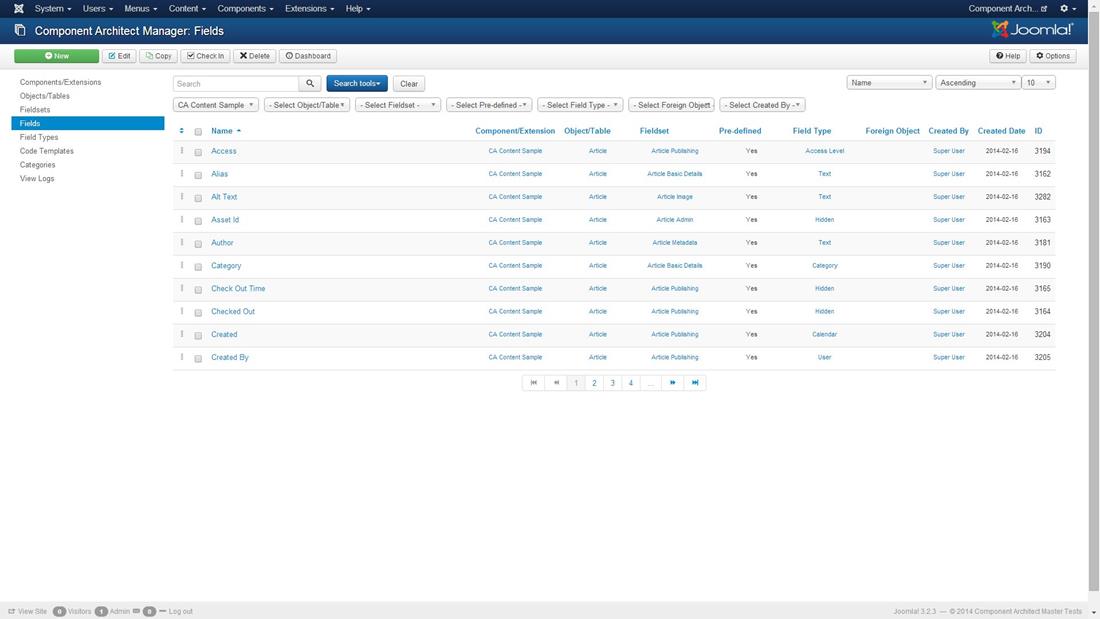 System Users Menus Content Components Extensions Help Component Arch...
Component Architect Manager: Fields Joomla!®
New Edit Copy Check In Delete Dashboard Help Options
Components/Extensions
Objects/Tables
Fieldsets
Fields
Field Types
Code Templates
Categories
View Logs
Search Search tools Clear Name Ascending 10
CA Content Sample - Select Object/Table - Select Fieldset - - Select Pre-defined - - Select Field Type - - Select Foreign Object - Select Created By -
Name Component/Extension Object/Table Fieldset Pre-defined Field Type Foreign Object Created By Created Date ID
Access CA Content Sample Article Article Publishing Yes Access Level Super User 2014-02-16 3194
Alias CA Content Sample Article Article Basic Details Yes Text Super User 2014-02-16 3162
Alt Text CA Content Sample Article Article Image Yes Text Super User 2014-02-16 3282
Asset Id CA Content Sample Article Article Admin Yes Hidden Super User 2014-02-16 3163
Author CA Content Sample Article Article Metadata Yes Text Super User 2014-02-16 3181
Category CA Content Sample Article Article Basic Details Yes Category Super User 2014-02-16 3190
Check Out Time CA Content Sample Article Article Publishing Yes Hidden Super User 2014-02-16 3165
Checked Out CA Content Sample Article Article Publishing Yes Hidden Super User 2014-02-16 3164
Created CA Content Sample Article Article Publishing Yes Calendar Super User 2014-02-16 3204
Created By CA Content Sample Article Article Publishing Yes User Super User 2014-02-16 3205
1 2 3 4 ...
View Site 0 Visitors 1 Admin 0 Log out Joomla! 3.2.3 — © 2014 Component Architect Master Tests